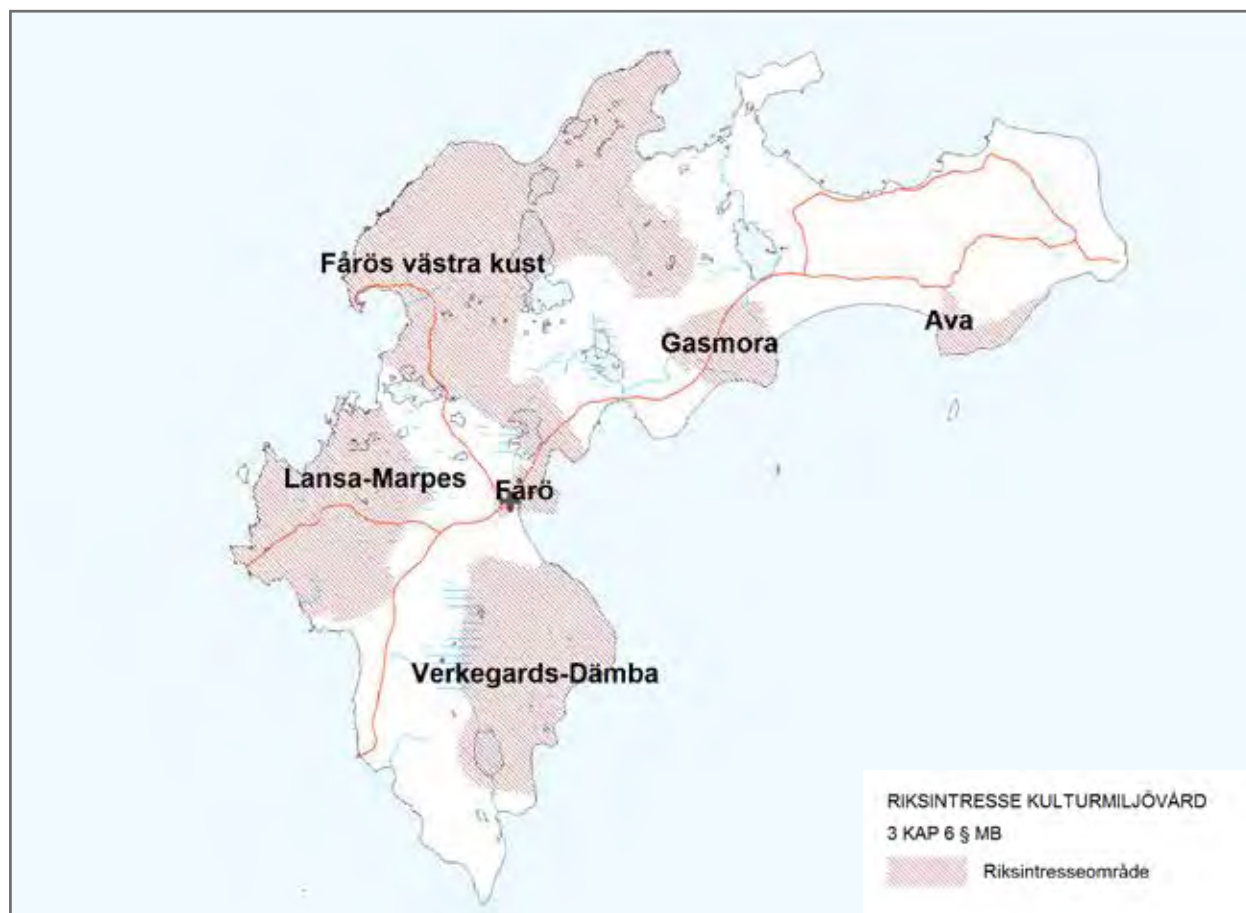 Fårös västra kust
Ava
Gasmora
Lansa-Marpes
Fårö
Verkegards-Dämba
RIKSINTRESSE KULTURMILJÖVÅRD
3 KAP 6 § MB
Riksintresseområde